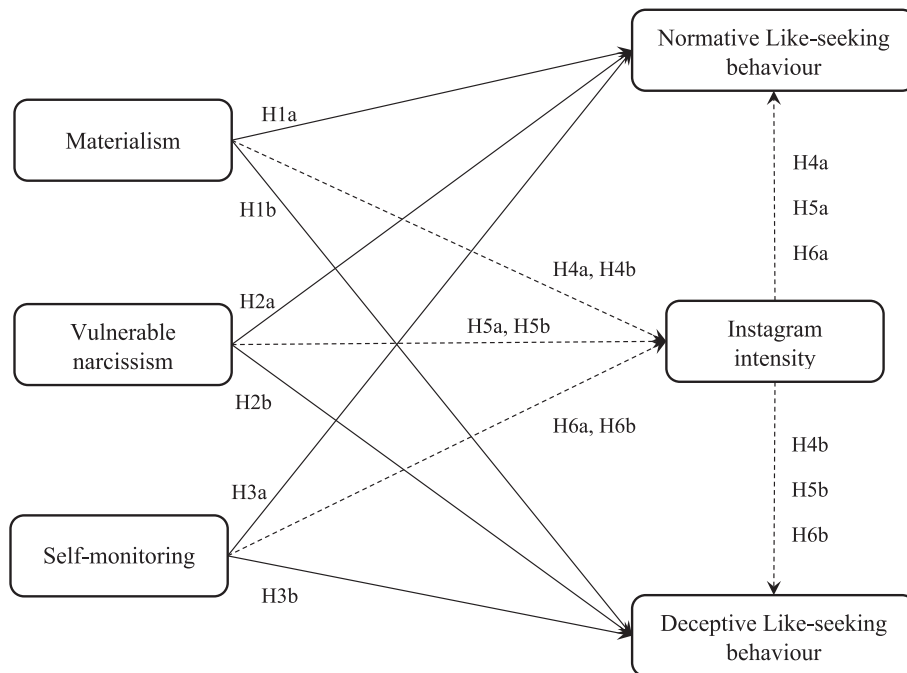 Normative Like-seeking
behaviour
H1a
Materialism
H4a
H1b
H5a
H6a
H4a, H4b
H2a
Vulnerable
narcissism
H5a, H5b
Instagram
intensity
H2b
H6a, H6b
H4b
H3a
H5b
H6b
Self-monitoring
H3b
Deceptive Like-seeking
behaviour